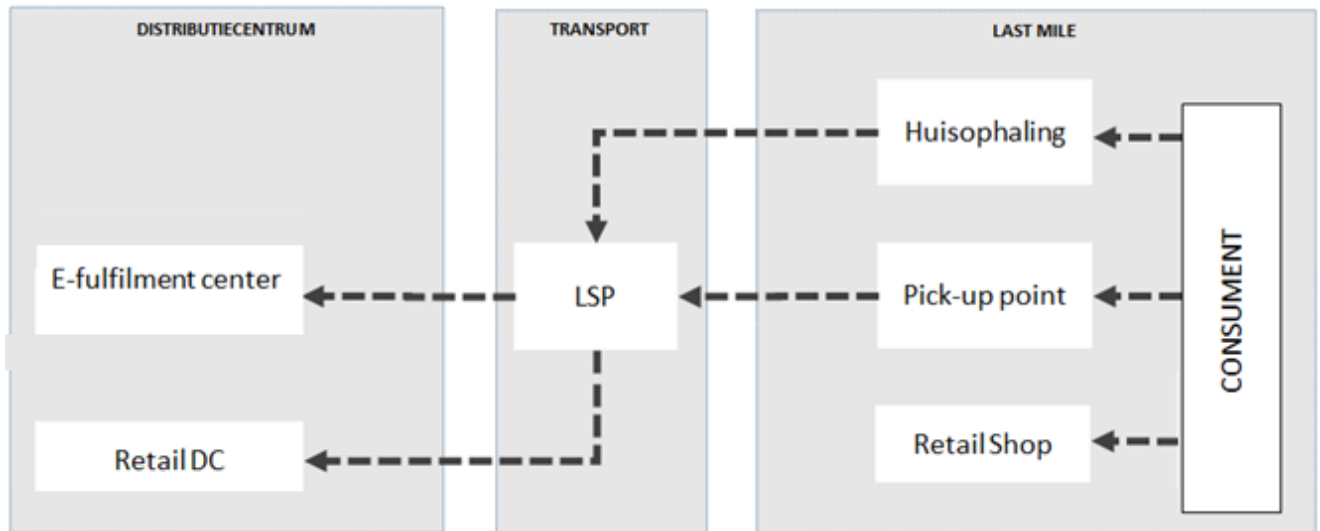 DISTRIBUTIECENTRUM
TRANSPORT
LAST MILE
Huisophaling
E-fulfilment center
LSP
Pick-up point
CONSUMENT
Retail DC
Retail Shop